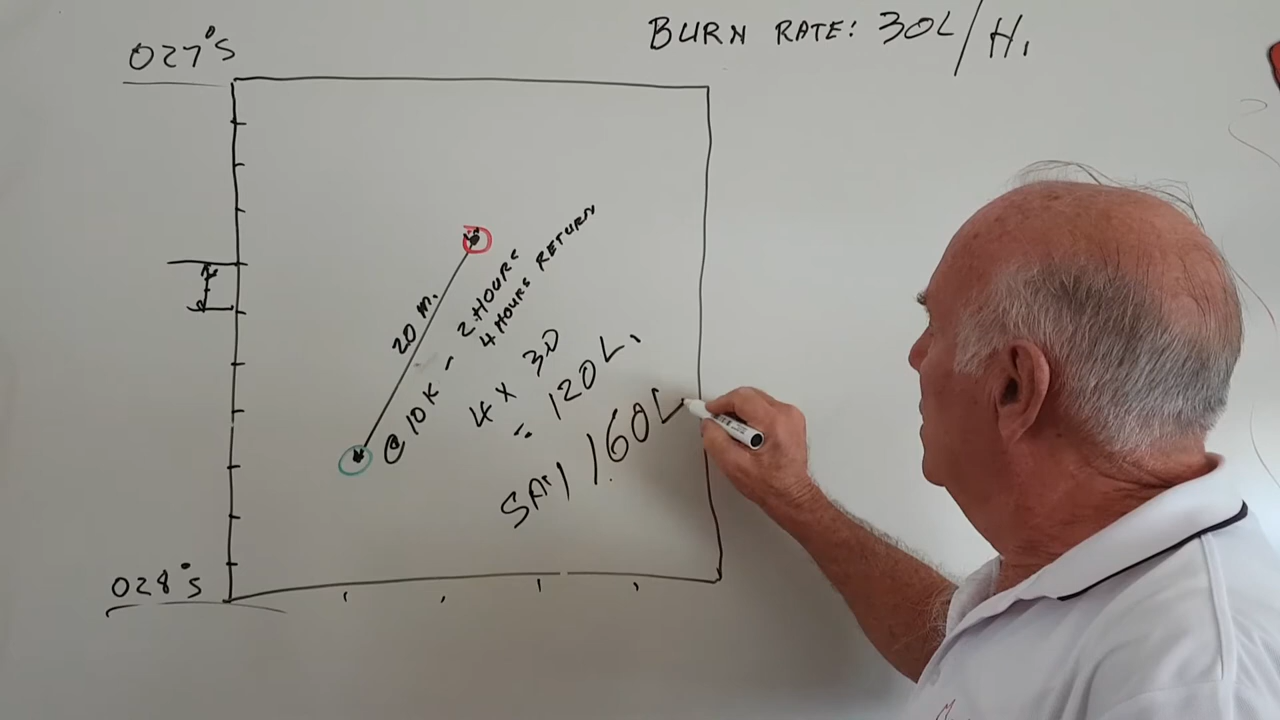 BURN RATE: 30L/H.
027°S
20 M.
@ 10K - 2 HOURS
4 HOURS RETURN
4 x 30
= 120L.
SAY 160L
028°S